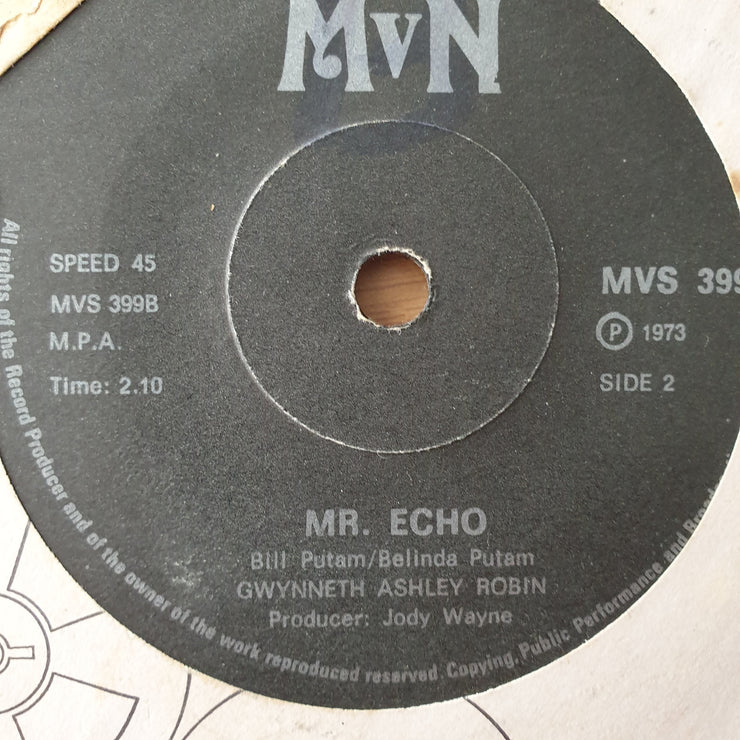 MvN
SPEED 45
MVS 399B
M.P.A.
Time: 2.10
MVS 399
Ⓟ 1973
SIDE 2
MR. ECHO
Bill Putam/Belinda Putam
GWYNNETH ASHLEY ROBIN
Producer: Jody Wayne
All rights of the Record Producer and of the owner of the work reproduced reserved. Copying, Public Performance and